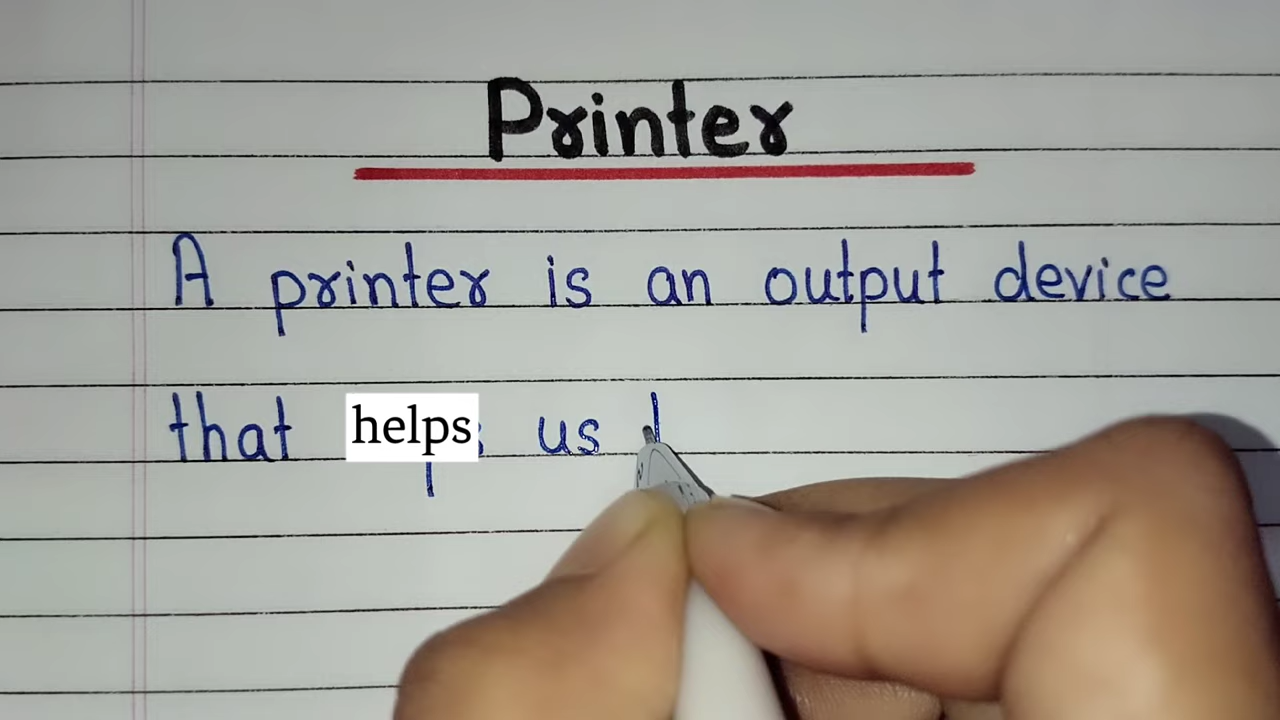 Printer
A printer is an output device
that helps us